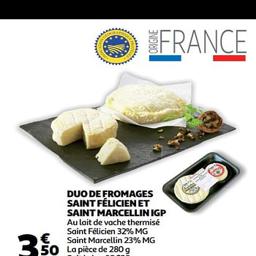 ORIGINE
FRANCE
DUO DE FROMAGES
SAINT FÉLICIEN ET
SAINT MARCELLIN IGP
Au lait de vache thermisé
Saint Félicien 32% MG
Saint Marcellin 23% MG
La pièce de 280 g
3€50